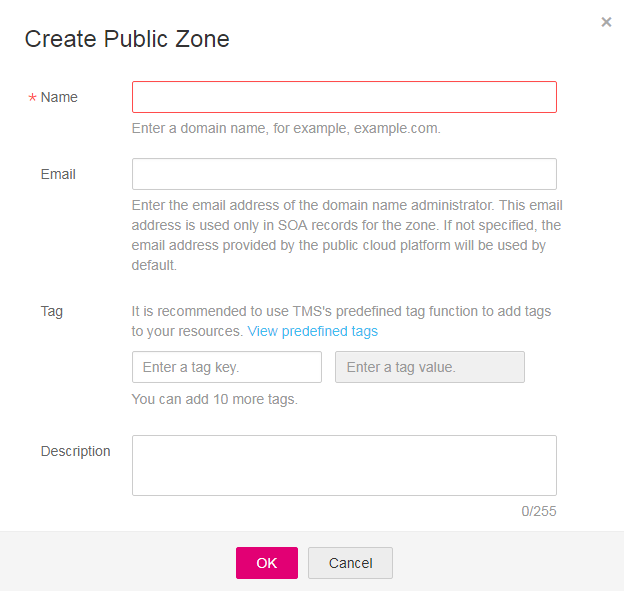 Create Public Zone
×
* Name
Enter a domain name, for example, example.com.
Email
Enter the email address of the domain name administrator. This email
address is used only in SOA records for the zone. If not specified, the
email address provided by the public cloud platform will be used by
default.
Tag
It is recommended to use TMS's predefined tag function to add tags
to your resources. View predefined tags
Enter a tag key. Enter a tag value.
You can add 10 more tags.
Description
0/255
OK Cancel